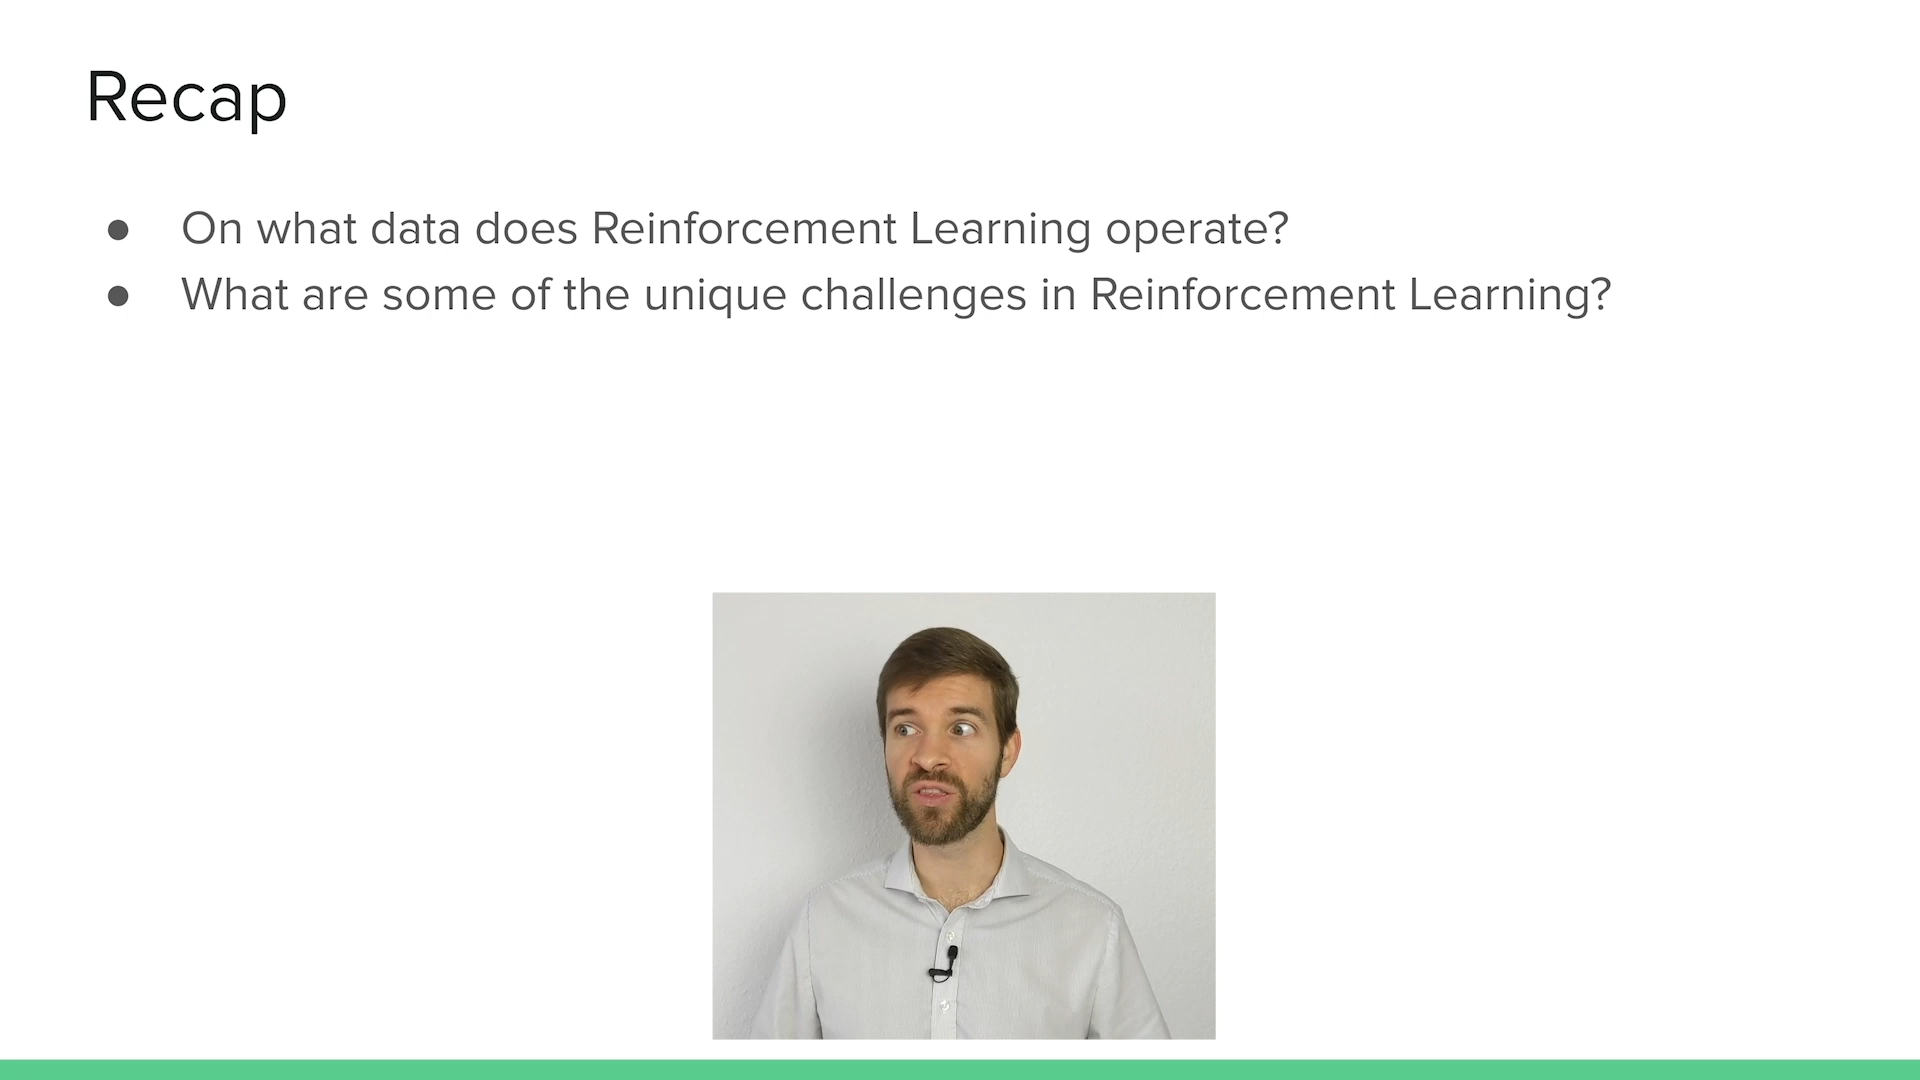 Recap
● On what data does Reinforcement Learning operate?
● What are some of the unique challenges in Reinforcement Learning?